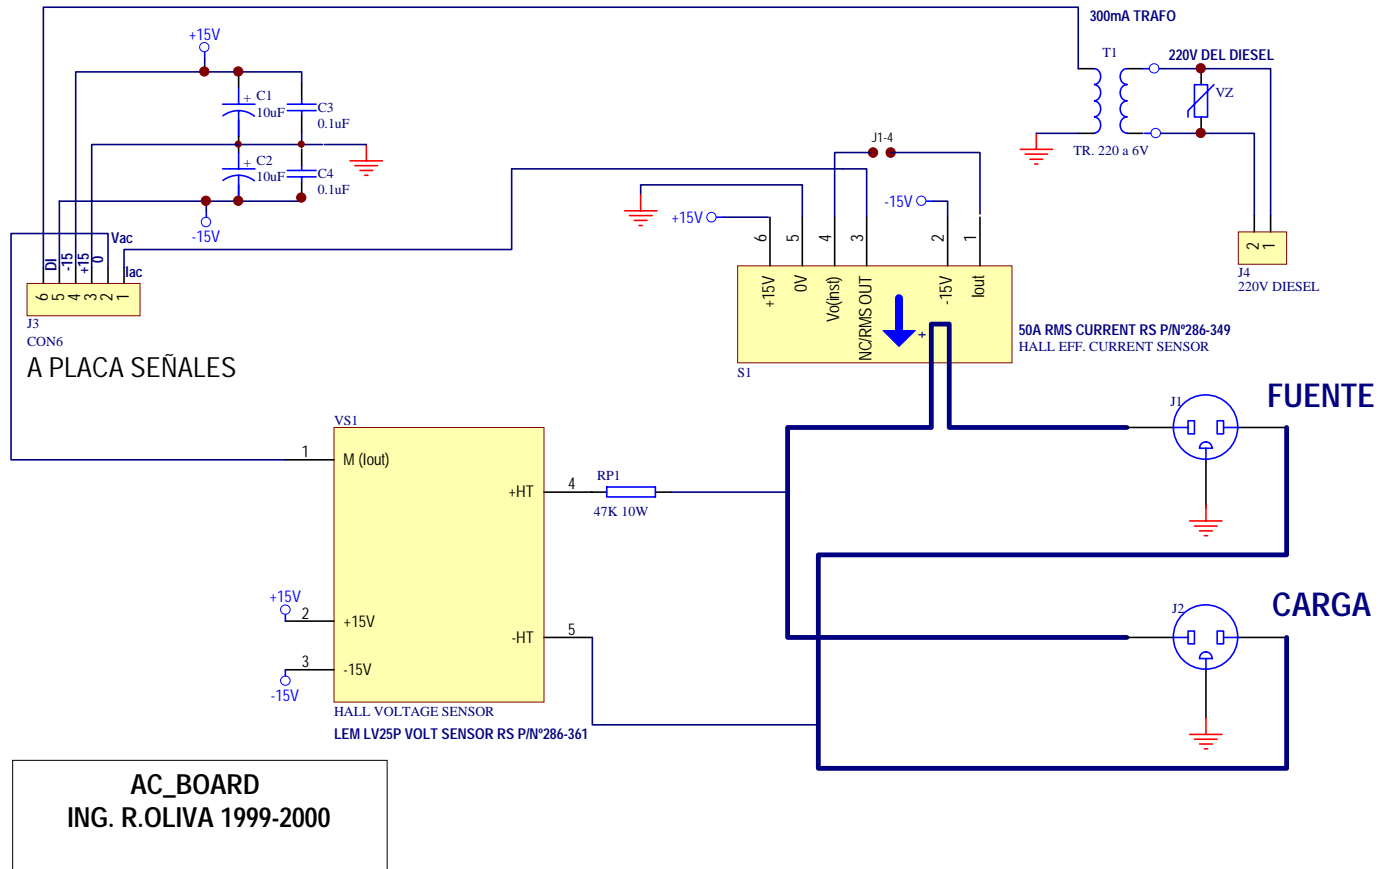 300mA TRAFO
+15V
T1
220V DEL DIESEL
C1
10uF
C3
0.1uF
VZ
TR. 220 a 6V
C2
10uF
C4
0.1uF
-15V
J1-4
+15V
-15V
Vac
DI
-15
+15
0
Iac
6
5
4
3
2
1
J3
CON6
A PLACA SEÑALES
6
5
4
3
2
1
+15V
0V
Vo(inst)
NC/RMS OUT
-15V
Iout
+
S1
50A RMS CURRENT RS P/Nº286-349
HALL EFF. CURRENT SENSOR
2
1
J4
220V DIESEL
FUENTE
J1
VS1
1
M (Iout)
+HT
4
RP1
47K 10W
+15V
2
+15V
3
-15V
-15V
-HT
5
HALL VOLTAGE SENSOR
LEM LV25P VOLT SENSOR RS P/Nº286-361
CARGA
J2
AC_BOARD
ING. R.OLIVA 1999-2000